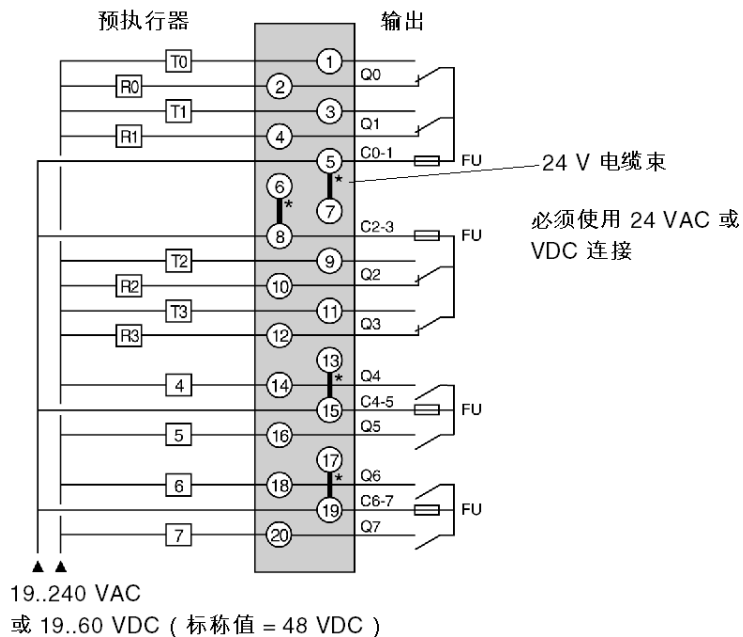 预执行器 输出
T0 1
R0 2 Q0
T1 3
R1 4 Q1
5 C0-1 FU
24 V 电缆束
6 *
* 7
必须使用 24 VAC 或
VDC 连接
8 C2-3 FU
T2 9
R2 10 Q2
T3 11
R3 12 Q3
13
4 14 * Q4
15 C4-5 FU
5 16 Q5
17
6 18 * Q6
19 C6-7 FU
7 20 Q7
19..240 VAC
或 19..60 VDC ( 标称值 = 48 VDC )